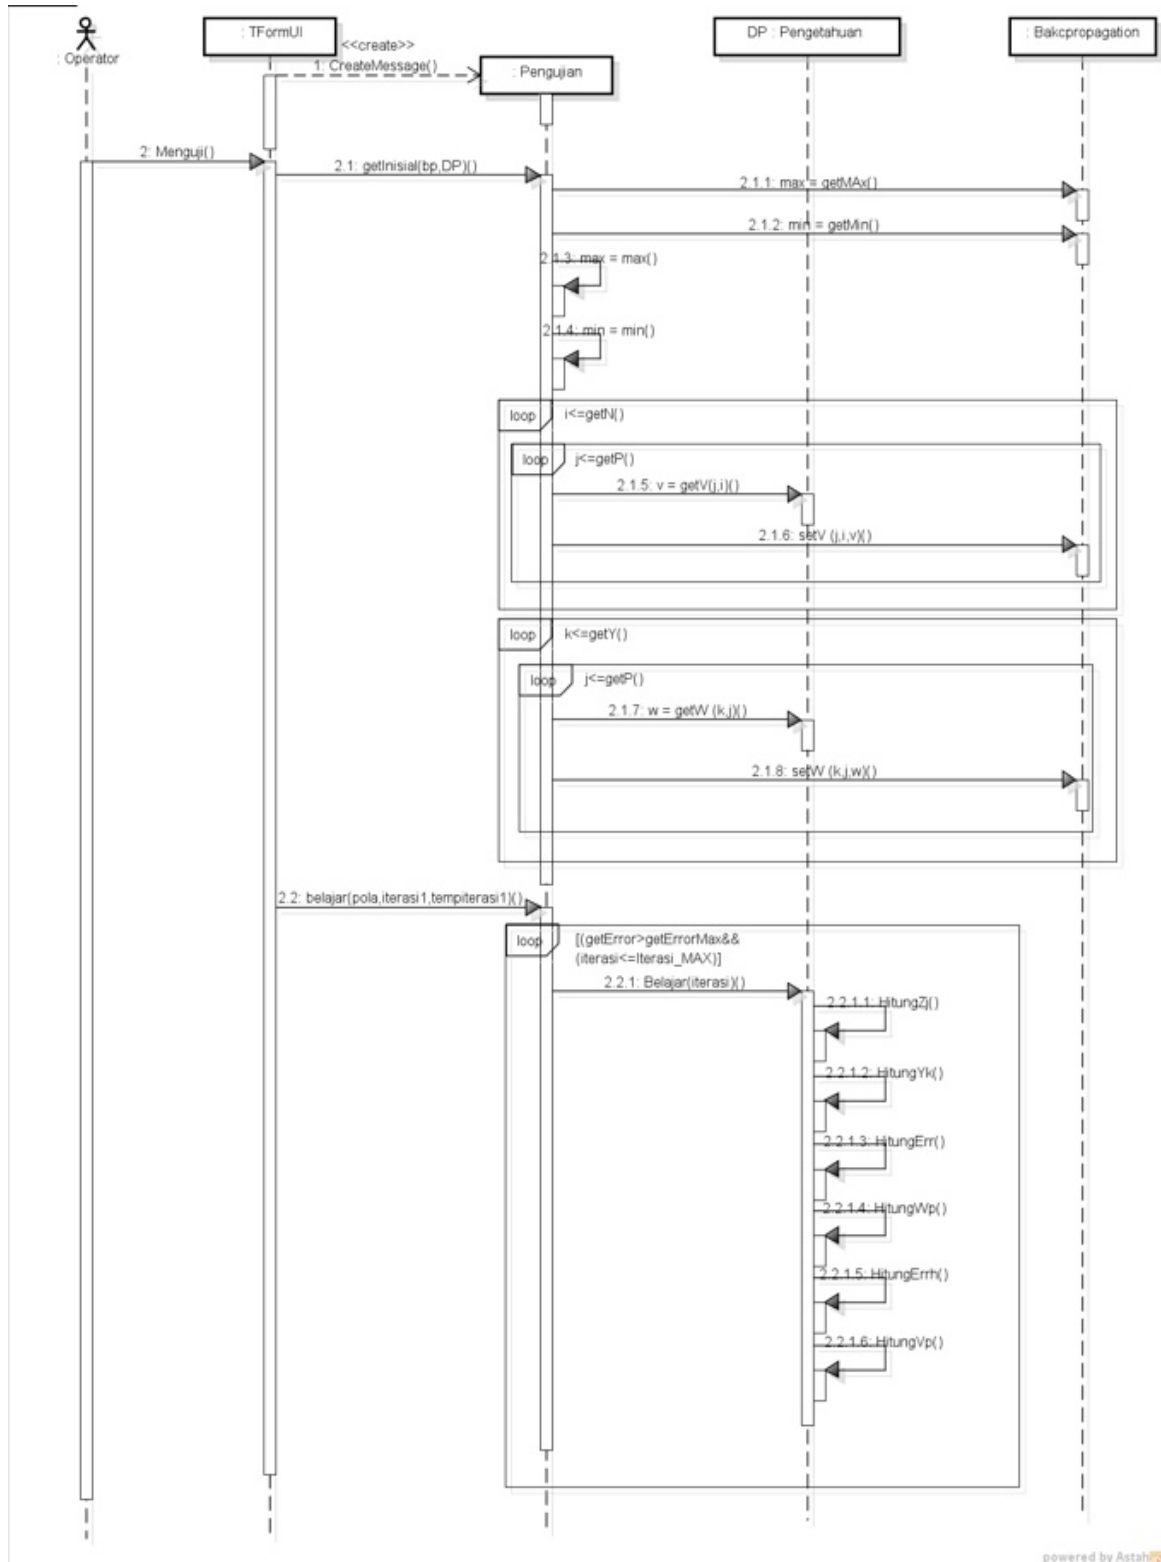 : Operator
: TFormUI
<<create>>
1: CreateMessage()
: Pengujian
DP : Pengetahuan
: Bakcpropagation
2: Menguji()
2.1: getInisial(bp,DP)()
2.1.1: max = getMAx()
2.1.2: min = getMin()
2.1.3: max = max()
2.1.4: min = min()
loop
i<=getN()
loop
j<=getP()
2.1.5: v = getV(j,i)()
2.1.6: setV (j,i,v)()
loop
k<=getY()
loop
j<=getP()
2.1.7: w = getW (k,j)()
2.1.8: setW (k,j,w)()
2.2: belajar(pola,iterasi1,tempiterasi1)()
loop
[(getError>getErrorMax&&
(iterasi<=Iterasi_MAX)]
2.2.1: Belajar(iterasi)()
2.2.1.1: HitungZj()
2.2.1.2: HitungYk()
2.2.1.3: HitungErr()
2.2.1.4: HitungWp()
2.2.1.5: HitungErrh()
2.2.1.6: HitungVp()
powered by Astah